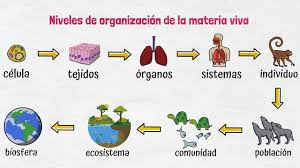 Niveles de organización de la materia viva
célula
tejidos
órganos
sistemas
individuo
población
comunidad
ecosistema
biosfera